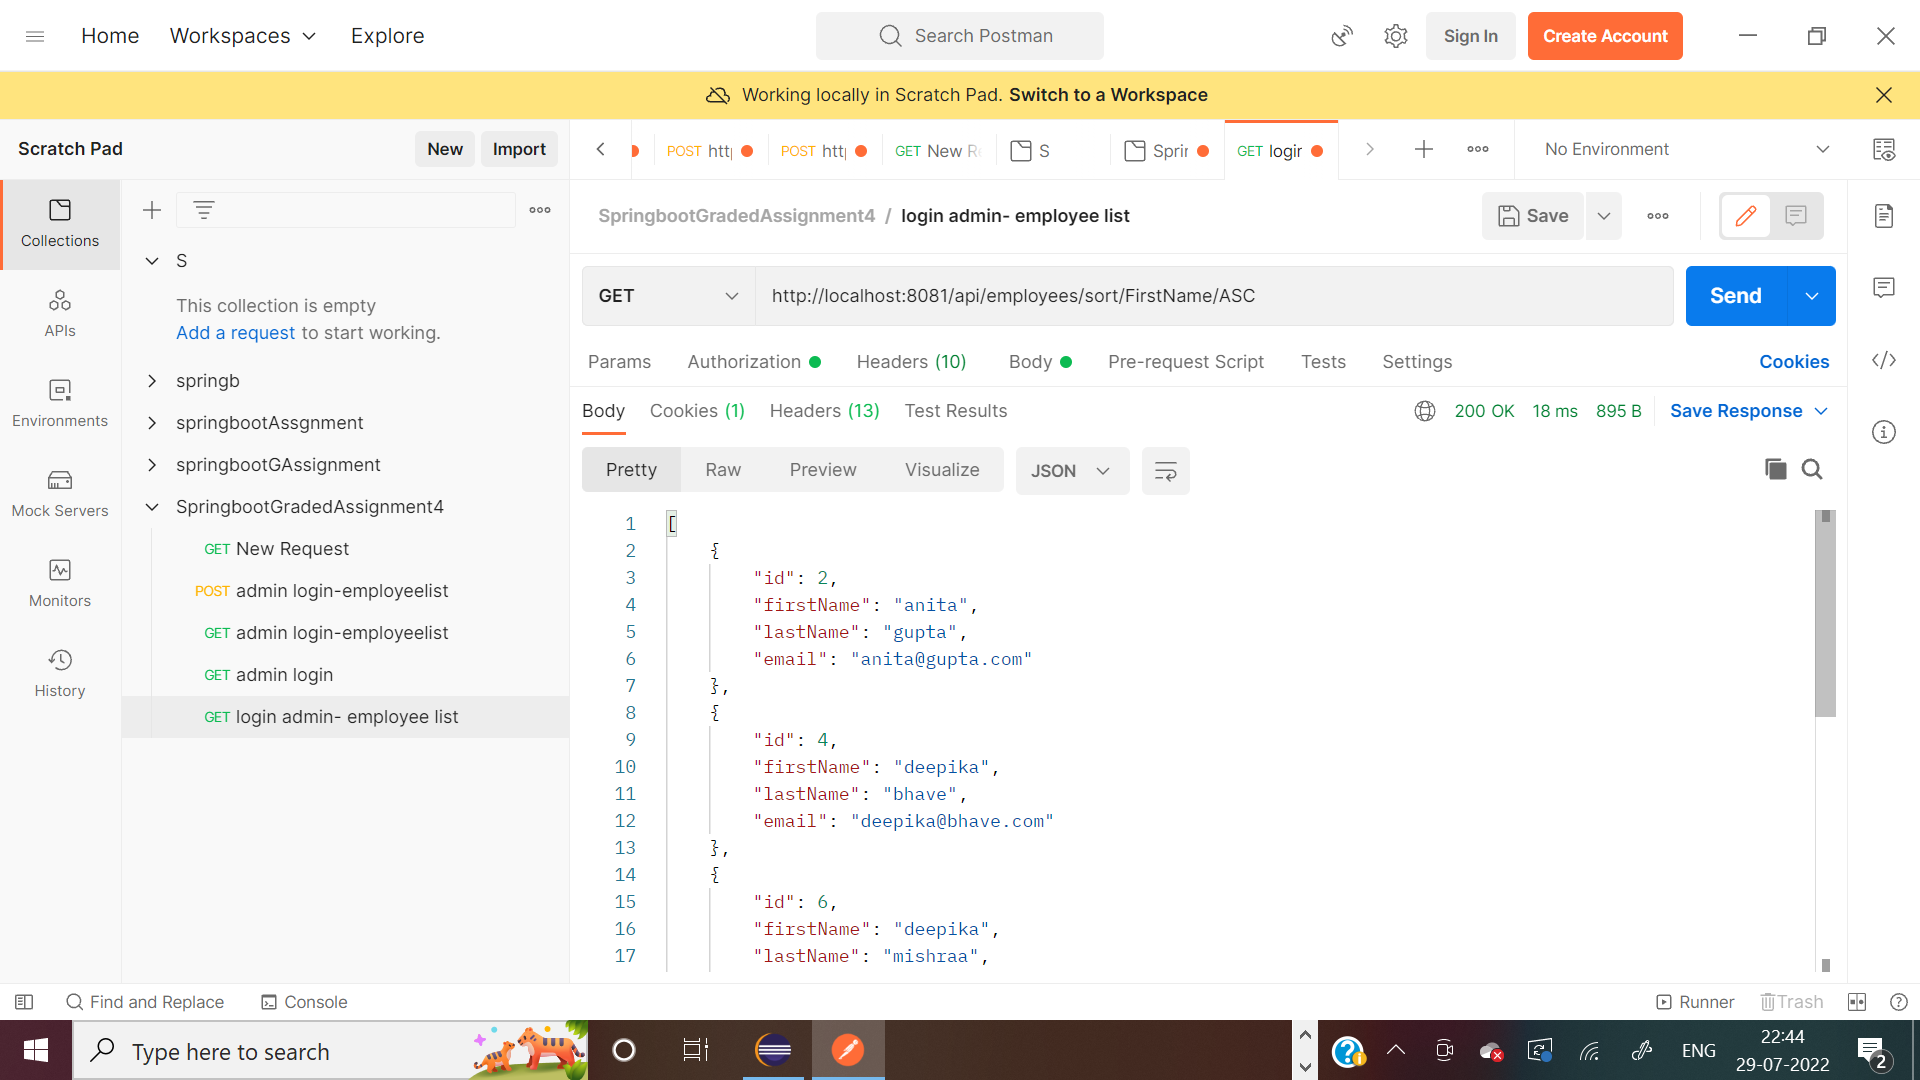 Home Workspaces Explore Search Postman Sign In Create Account
Working locally in Scratch Pad. Switch to a Workspace
Scratch Pad New Import
POST http POST http GET New Re S Sprin GET login No Environment
SpringbootGradedAssignment4 / login admin- employee list Save
Collections
APIs
Environments
Mock Servers
Monitors
History
S
This collection is empty
Add a request to start working.
springb
springbootAssgnment
springbootGAssignment
SpringbootGradedAssignment4
GET New Request
POST admin login-employeelist
GET admin login-employeelist
GET admin login
GET login admin- employee list
GET http://localhost:8081/api/employees/sort/FirstName/ASC Send
Params Authorization Headers (10) Body Pre-request Script Tests Settings Cookies
Body Cookies (1) Headers (13) Test Results 200 OK 18 ms 895 B Save Response
Pretty Raw Preview Visualize JSON
1 [
2 {
3 "id": 2,
4 "firstName": "anita",
5 "lastName": "gupta",
6 "email": "anita@gupta.com"
7 },
8 {
9 "id": 4,
10 "firstName": "deepika",
11 "lastName": "bhave",
12 "email": "deepika@bhave.com"
13 },
14 {
15 "id": 6,
16 "firstName": "deepika",
17 "lastName": "mishraa",
Find and Replace Console Runner Trash
Type here to search ENG 22:44
29-07-2022 2